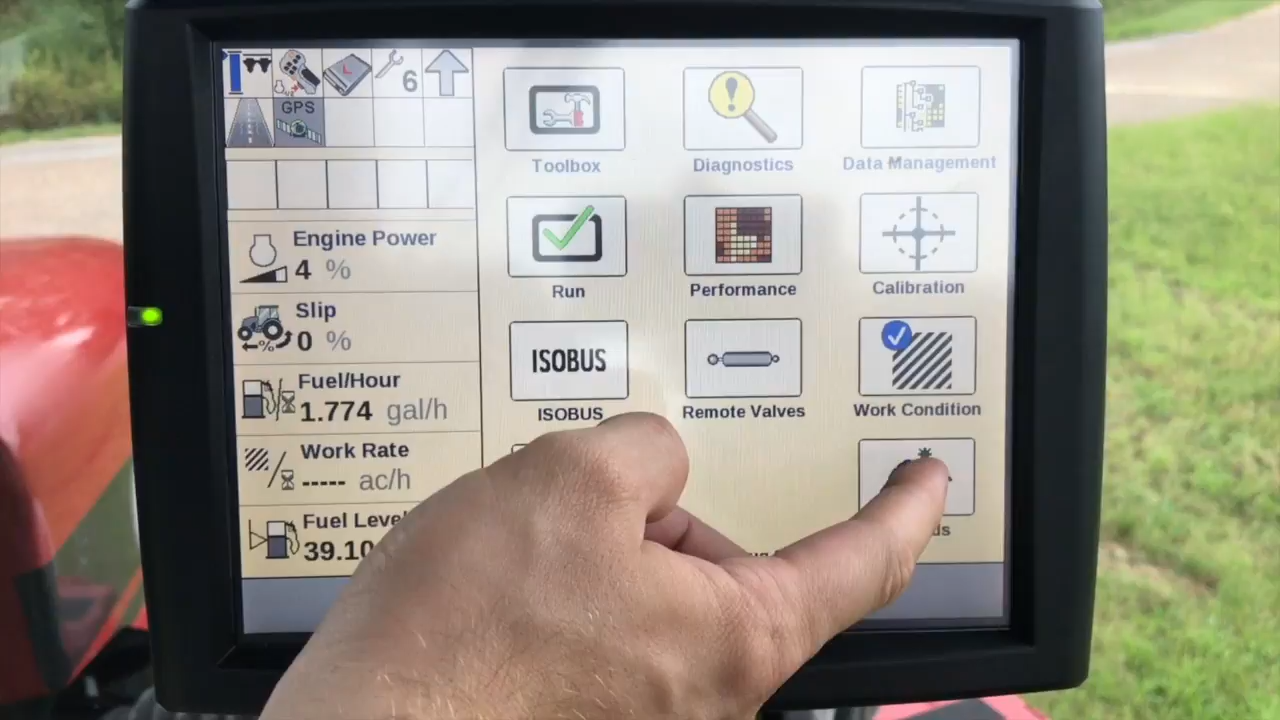 6
GPS
Toolbox
Diagnostics
Data Management
Engine Power
4 %
Run
Performance
Calibration
Slip
0 %
Fuel/Hour
1.774 gal/h
ISOBUS
ISOBUS
Remote Valves
Work Condition
Work Rate
----- ac/h
Fuel Leve
39.10